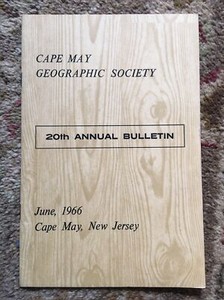 CAPE MAY
GEOGRAPHIC SOCIETY
20th ANNUAL BULLETIN
June, 1966
Cape May, New Jersey